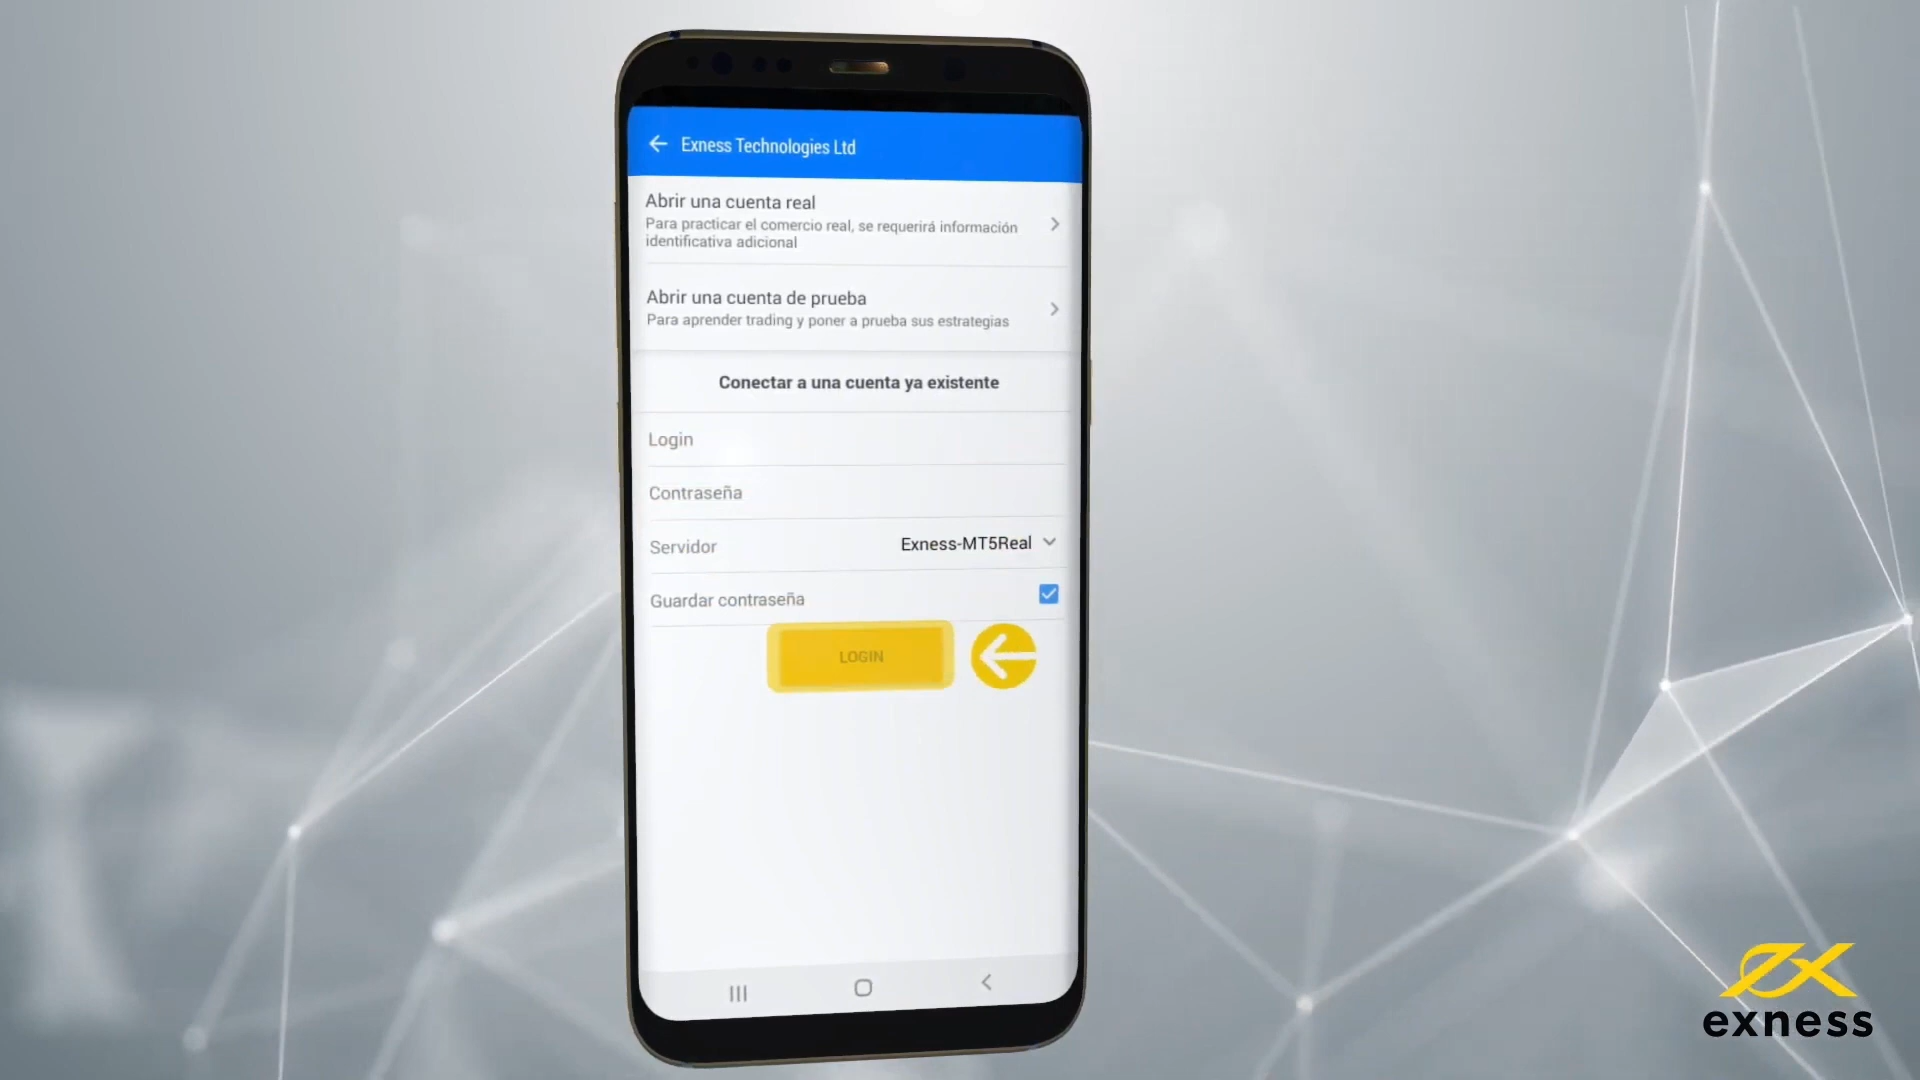 Exness Technologies Ltd
Abrir una cuenta real
Para practicar el comercio real, se requerirá información
identificativa adicional
Abrir una cuenta de prueba
Para aprender trading y poner a prueba sus estrategias
Conectar a una cuenta ya existente
Login
Contraseña
Servidor Exness-MT5Real
Guardar contraseña
LOGIN
exness